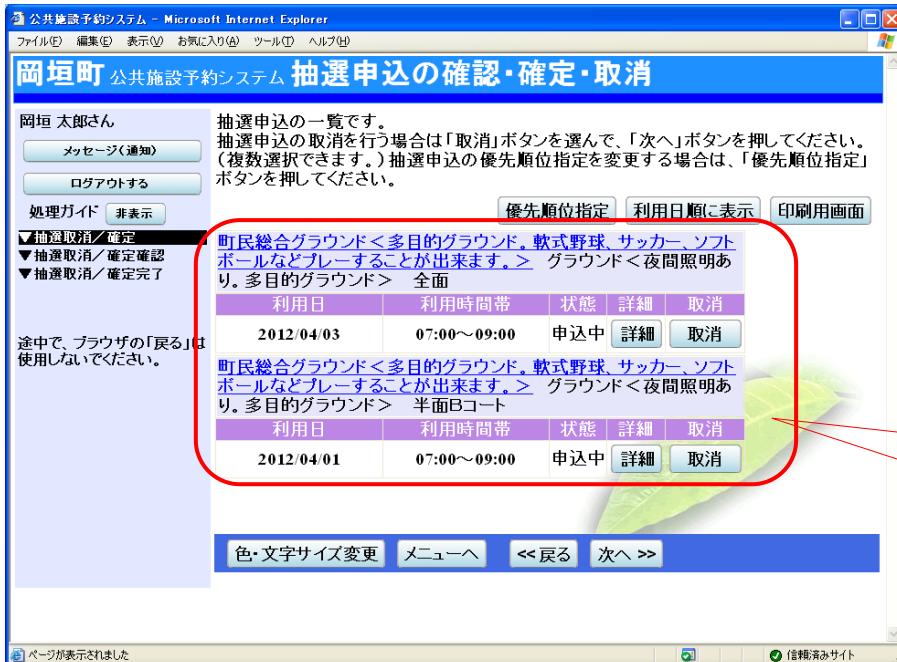 公共施設予約システム - Microsoft Internet Explorer
ファイル(F) 編集(E) 表示(V) お気に入り(A) ツール(T) ヘルプ(H)
岡垣町 公共施設予約システム 抽選申込の確認・確定・取消
岡垣 太郎さん
メッセージ(通知)
ログアウトする
処理ガイド 非表示
▼抽選取消/確定
▼抽選取消/確定確認
▼抽選取消/確定完了
途中で、ブラウザの「戻る」は
使用しないでください。
抽選申込の一覧です。
抽選申込の取消を行う場合は「取消」ボタンを選んで、「次へ」ボタンを押してください。
(複数選択できます。)抽選申込の優先順位指定を変更する場合は、「優先順位指定」
ボタンを押してください。
優先順位指定 利用日順に表示 印刷用画面
町民総合グラウンド<多目的グラウンド。軟式野球、サッカー、ソフト
ボールなどプレーすることが出来ます。> グラウンド<夜間照明あ
り。多目的グラウンド> 全面
利用日 利用時間帯 状態 詳細 取消
2012/04/03 07:00~09:00 申込中 詳細 取消
町民総合グラウンド<多目的グラウンド。軟式野球、サッカー、ソフト
ボールなどプレーすることが出来ます。> グラウンド<夜間照明あ
り。多目的グラウンド> 半面Bコート
利用日 利用時間帯 状態 詳細 取消
2012/04/01 07:00~09:00 申込中 詳細 取消
色・文字サイズ変更 メニューへ <<戻る 次へ >>
ページが表示されました 信頼済みサイト